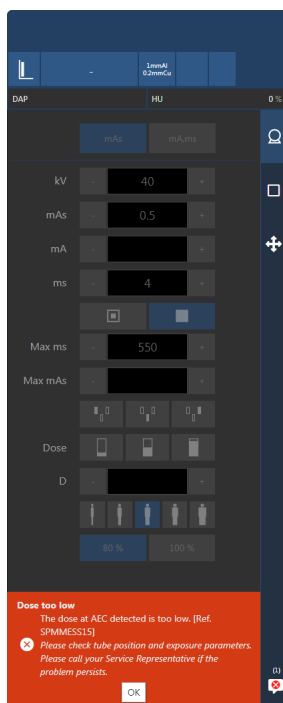 -
1mmAl
0.2mmCu
DAP HU 0 %
mAs mA,ms
kV - 40 +
mAs - 0.5 +
mA - +
ms - 4 +
Max ms - 550 +
Max mAs - +
Dose
D - +
80 % 100 %
Dose too low
The dose at AEC detected is too low. [Ref.
SPMMESS15]
Please check tube position and exposure parameters.
Please call your Service Representative if the
problem persists.
OK
(1)